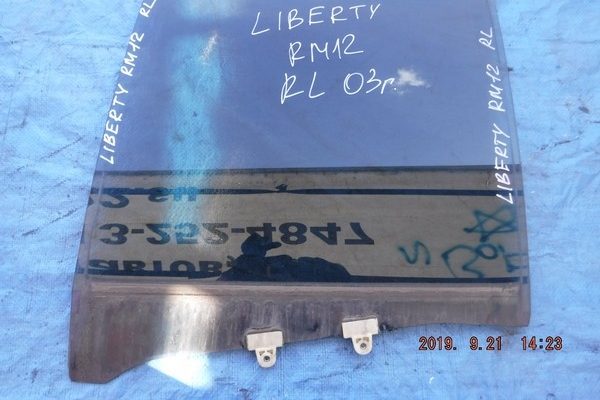 LIBERTY
RM12
RL 03г.
LIBERTY RM12 RL
LIBERTY RM12 RL
3-252-4847
2019. 9.21 14:23